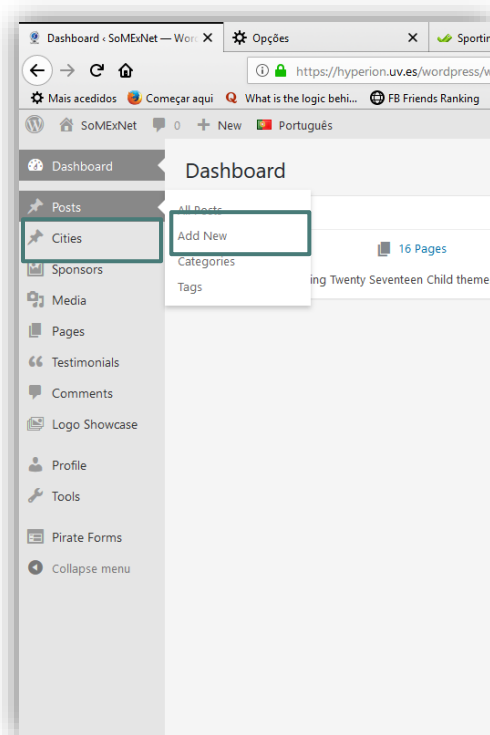 Dashboard ‹ SoMExNet — Worc
Opções
Sportin
https://hyperion.uv.es/wordpress/w
Mais acedidos
Começar aqui
What is the logic behi...
FB Friends Ranking
SoMExNet
0
New
Português
Dashboard
Dashboard
Posts
All Posts
Cities
Add New
16 Pages
Sponsors
Categories
ing Twenty Seventeen Child theme
Media
Tags
Pages
Testimonials
Comments
Logo Showcase
Profile
Tools
Pirate Forms
Collapse menu